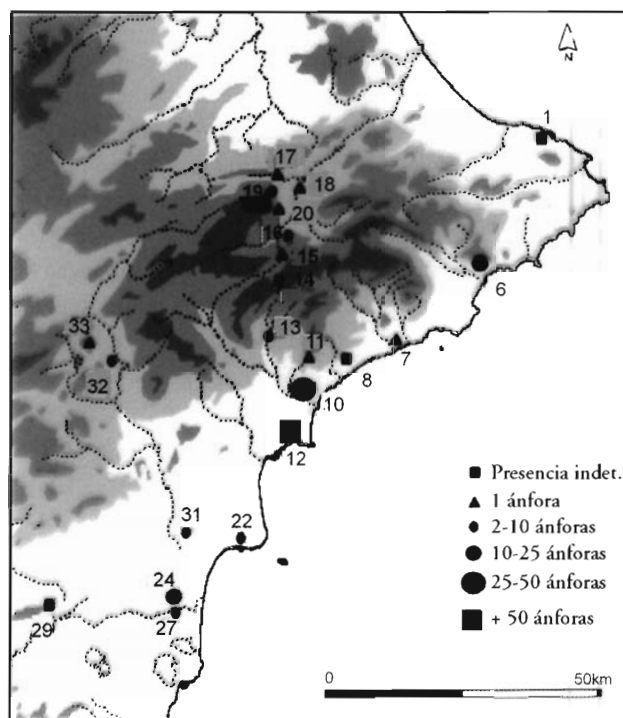 N
1
17
18
19
20
16
15
14
6
13
33
11
7
8
32
10
12
31
22
24
29
27
Presencia indet.
1 ánfora
2-10 ánforas
10-25 ánforas
25-50 ánforas
+ 50 ánforas
0 50km